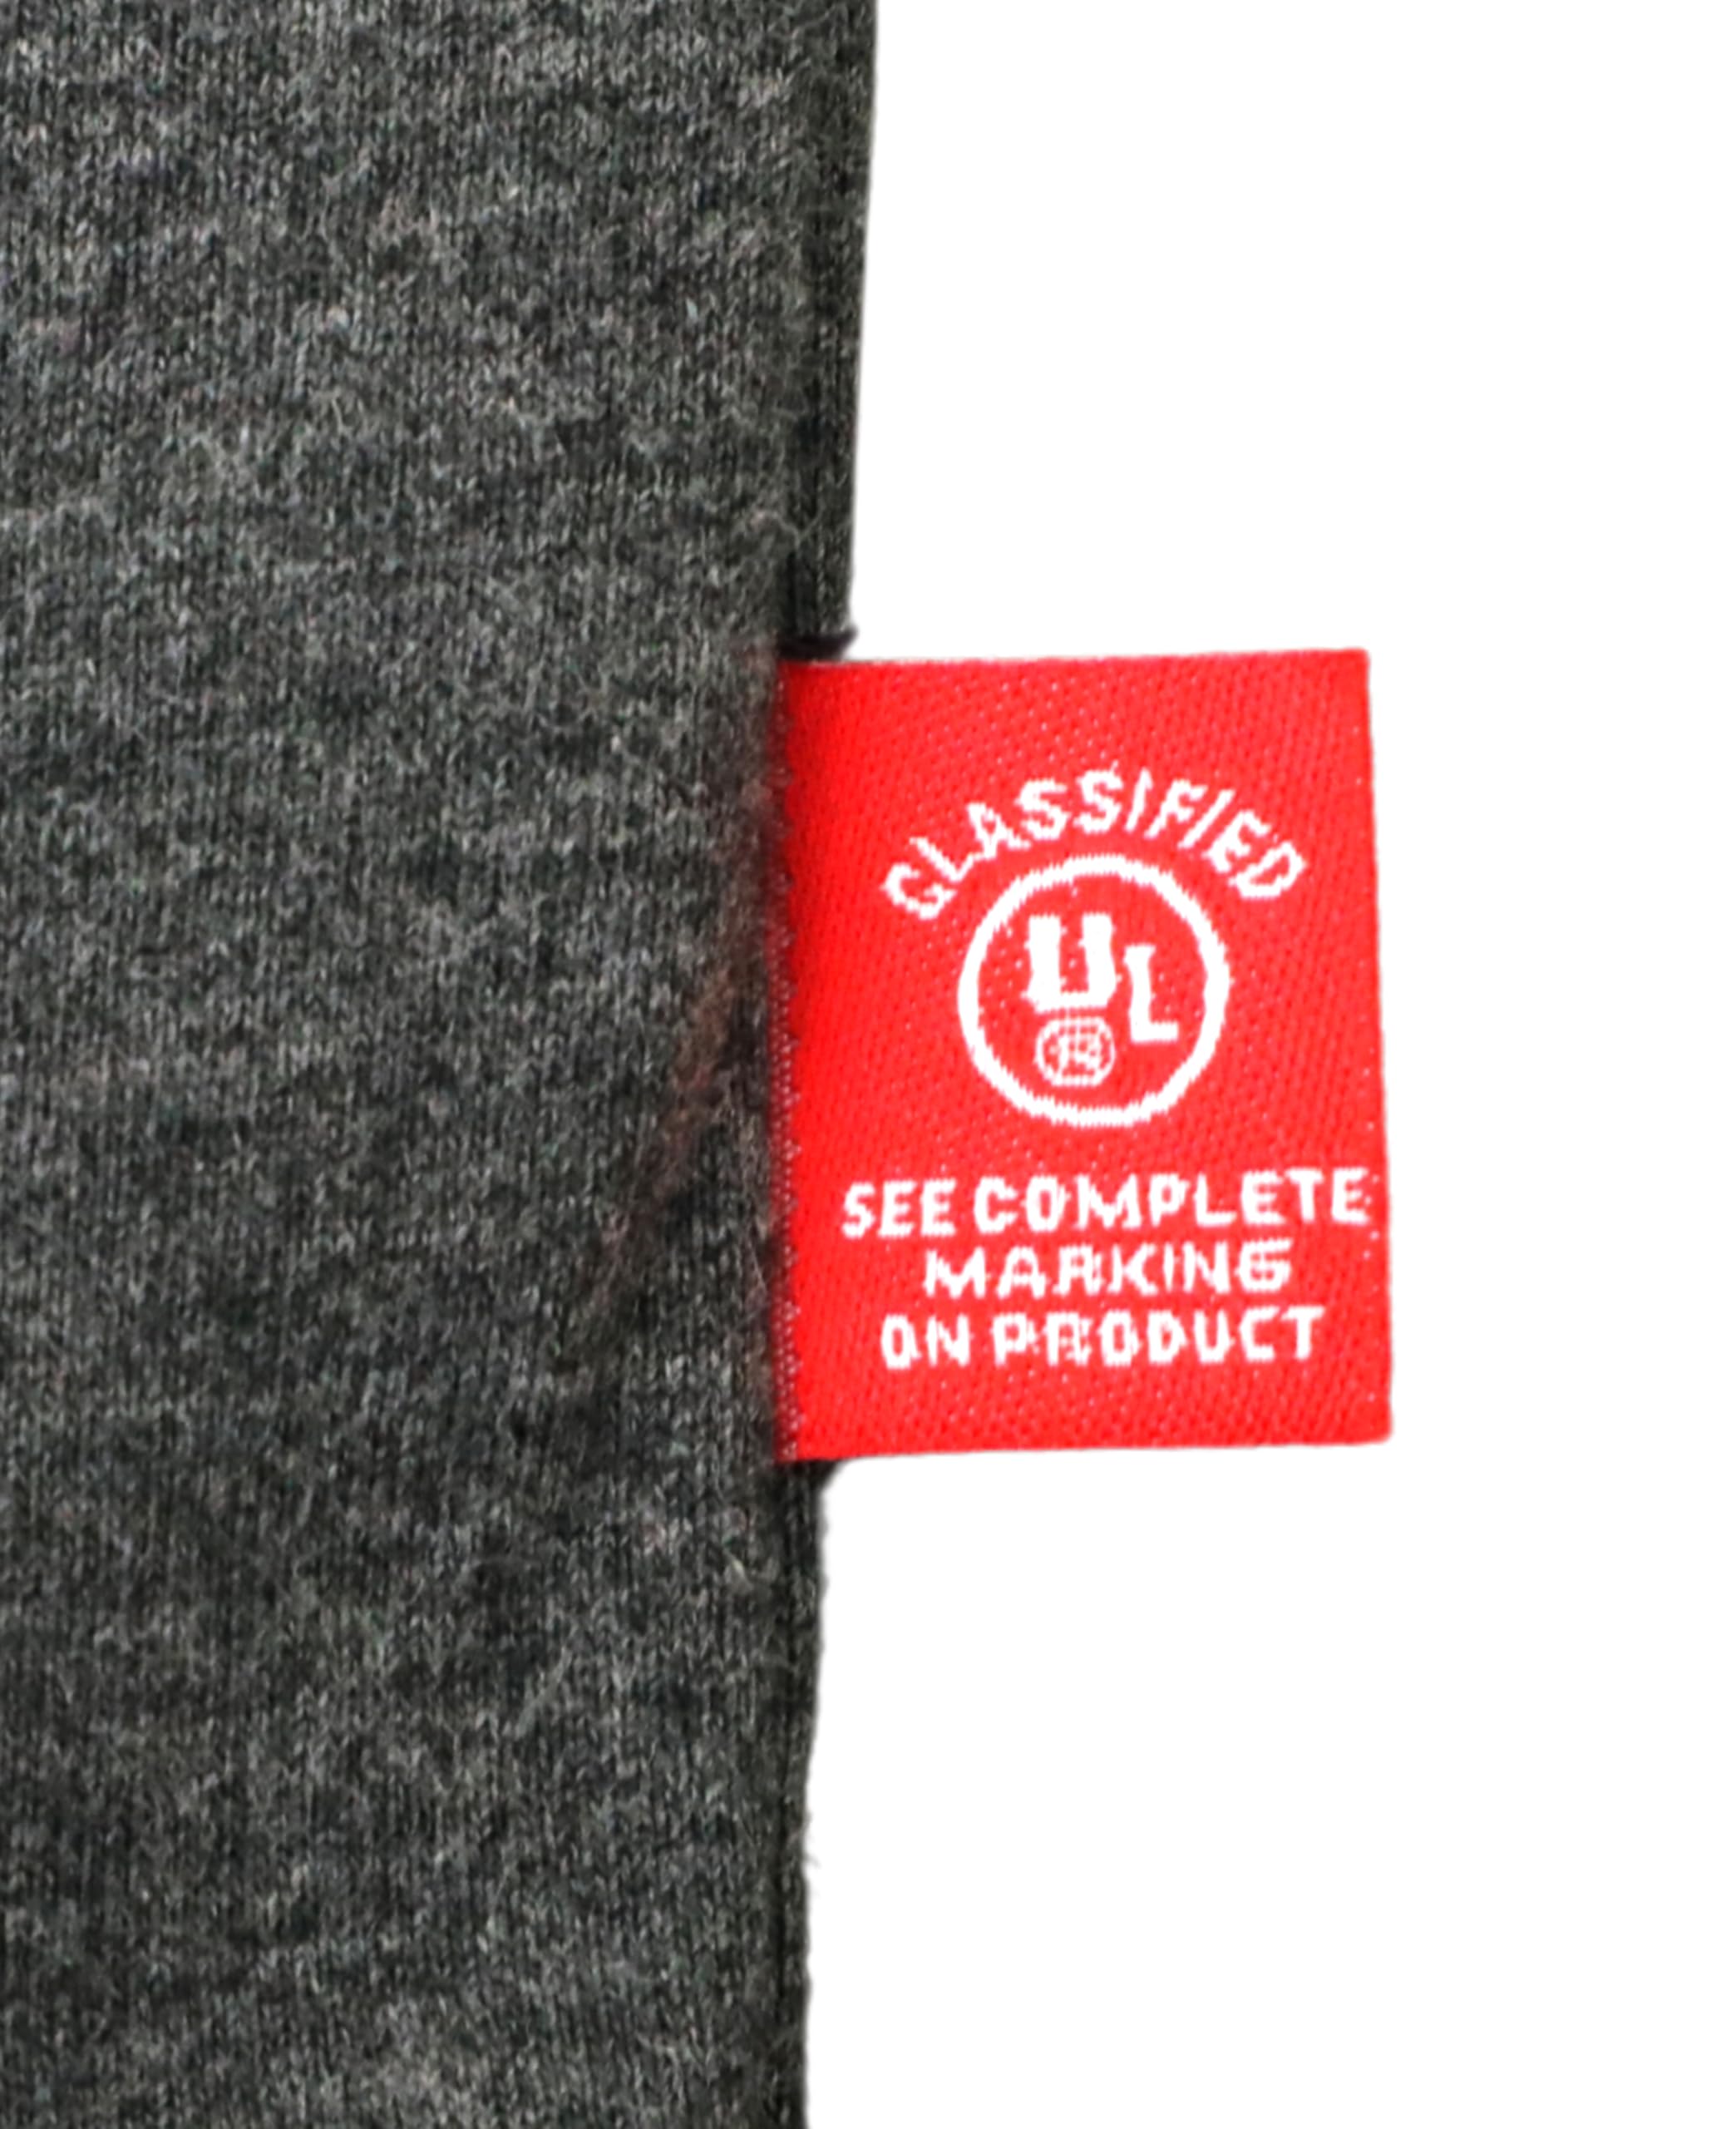 CLASSIFIED
UL
®
SEE COMPLETE
MARKING
ON PRODUCT